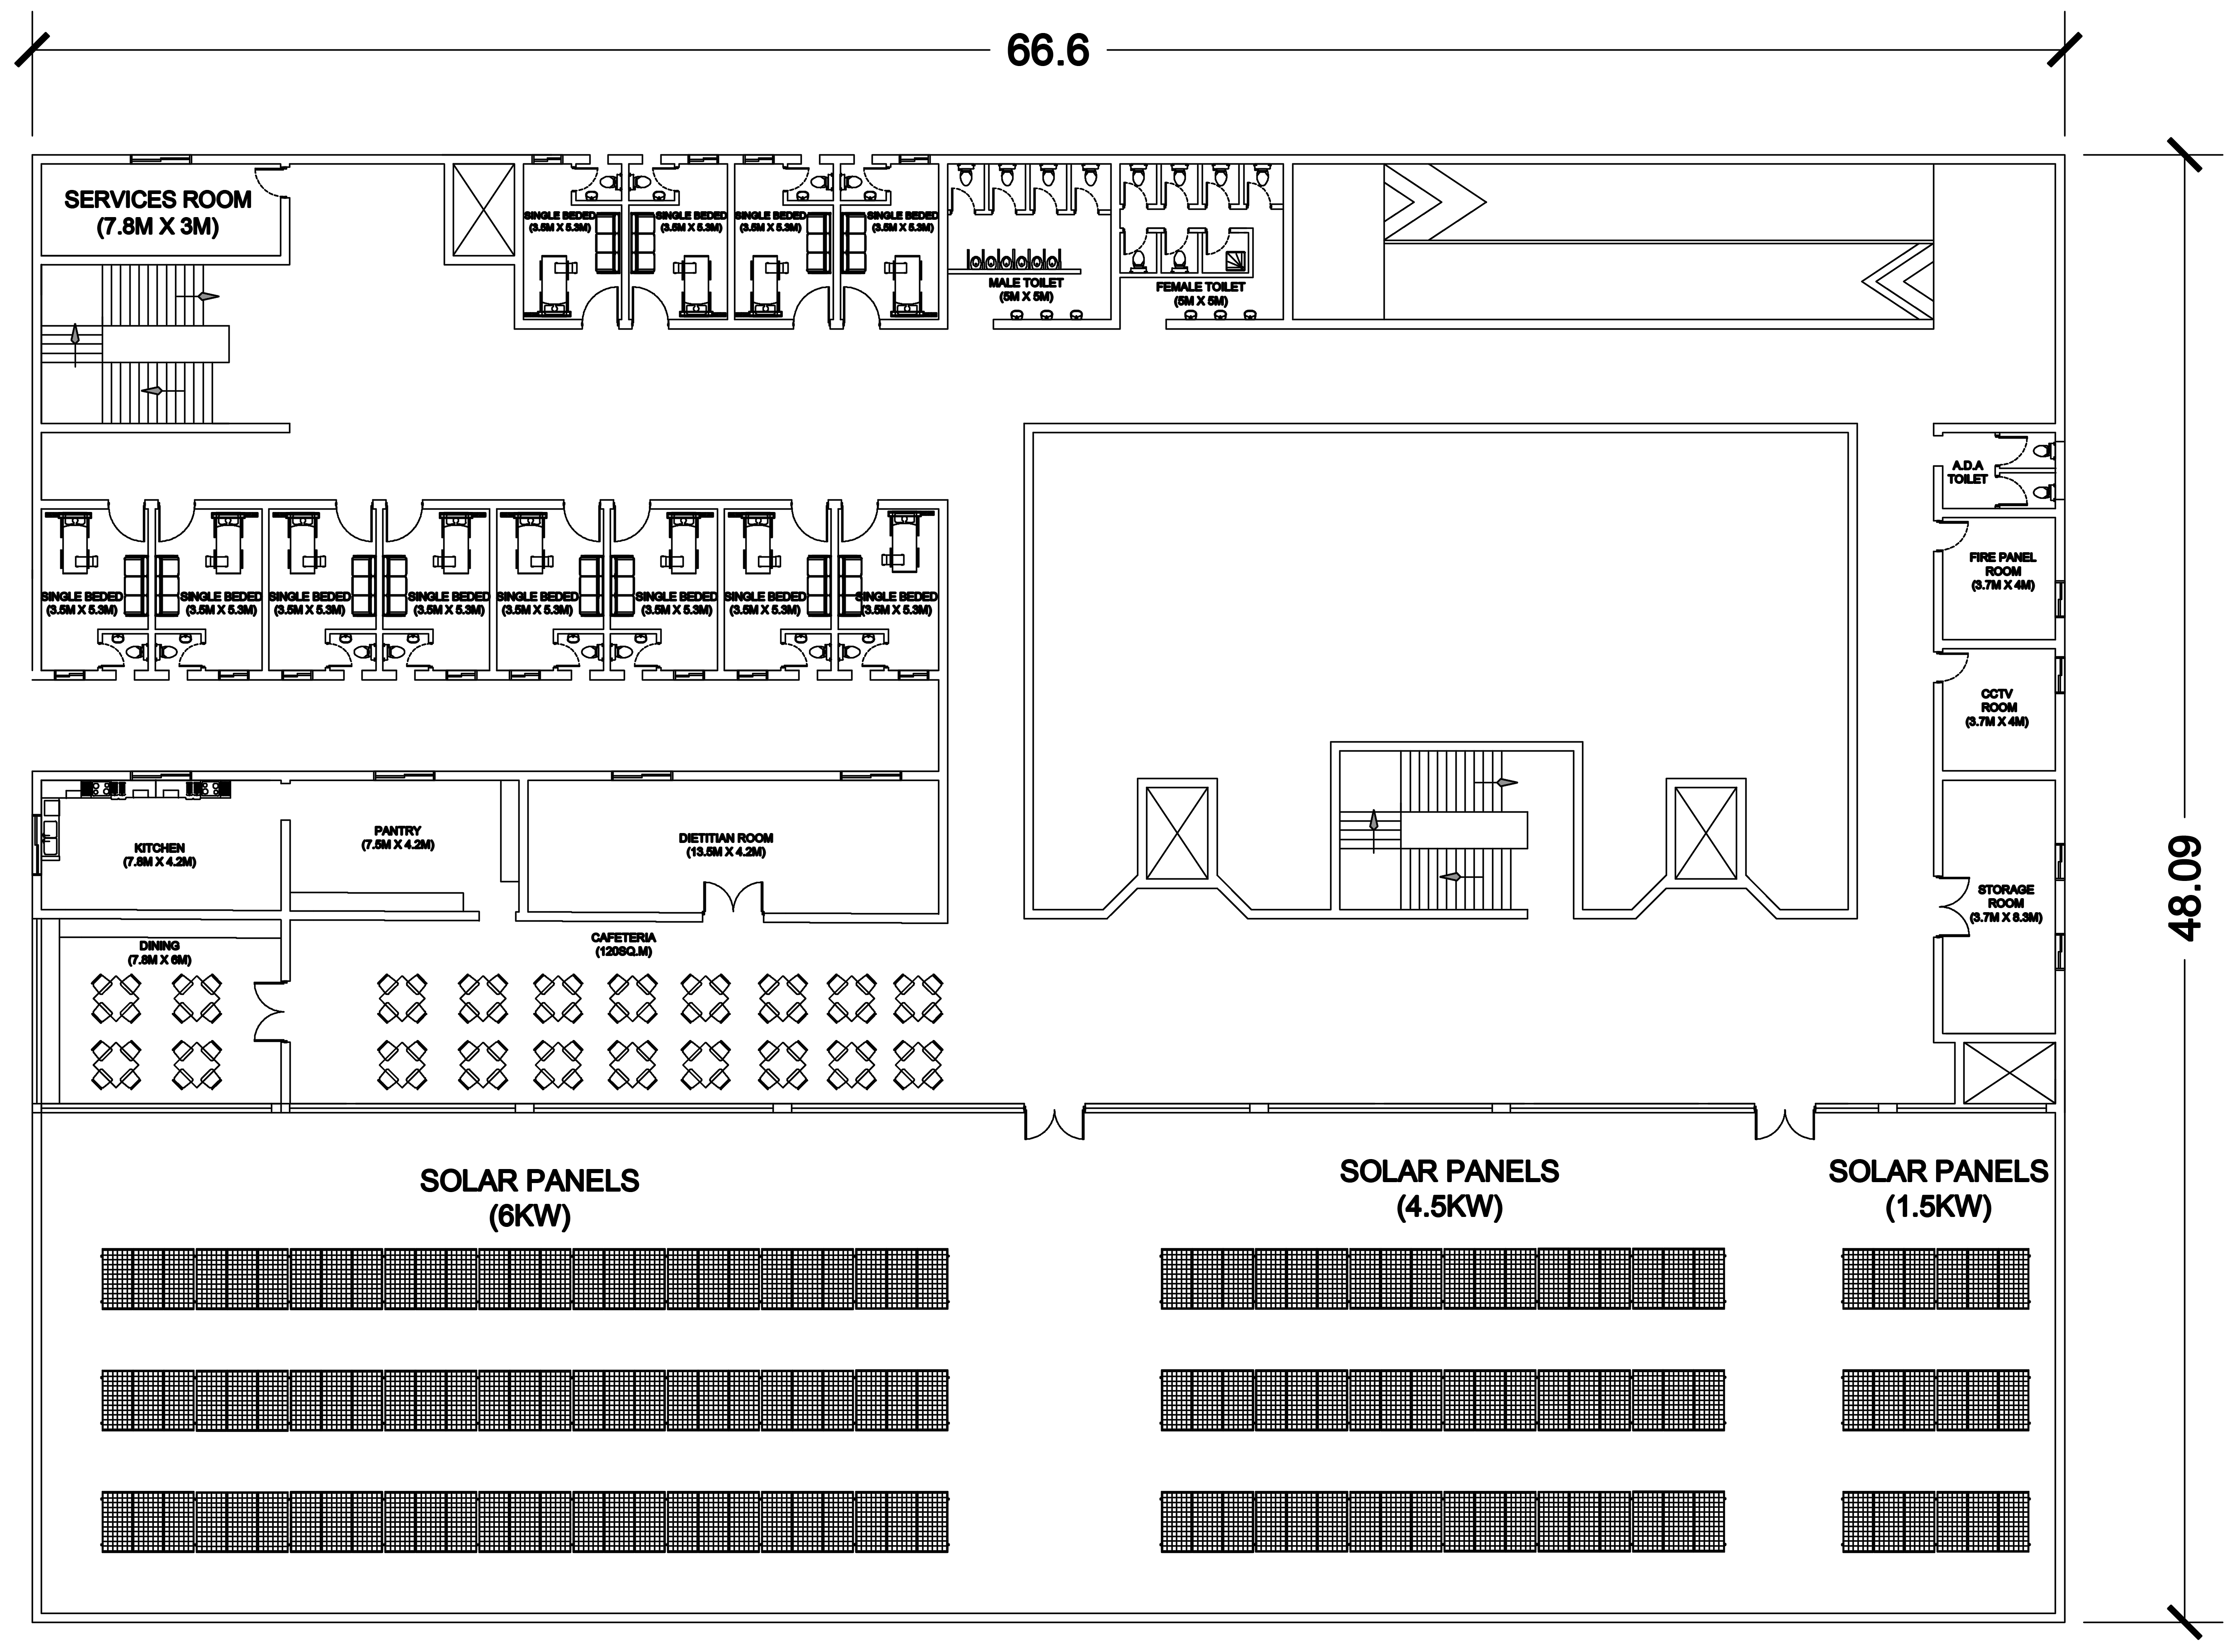 66.6
SERVICES ROOM
(7.8M X 3M)
SINGLE BEDED
(3.5M X 5.3M)
SINGLE BEDED
(3.5M X 5.3M)
SINGLE BEDED
(3.5M X 5.3M)
SINGLE BEDED
(3.5M X 5.3M)
MALE TOILET
(5M X 5M)
FEMALE TOILET
(5M X 5M)
A.D.A
TOILET
FIRE PANEL
ROOM
(3.7M X 4M)
SINGLE BEDED
(3.5M X 5.3M)
SINGLE BEDED
(3.5M X 5.3M)
SINGLE BEDED
(3.5M X 5.3M)
SINGLE BEDED
(3.5M X 5.3M)
SINGLE BEDED
(3.5M X 5.3M)
SINGLE BEDED
(3.5M X 5.3M)
SINGLE BEDED
(3.5M X 5.3M)
SINGLE BEDED
(3.5M X 5.3M)
CCTV
ROOM
(3.7M X 4M)
KITCHEN
(7.8M X 4.2M)
PANTRY
(7.5M X 4.2M)
DIETITIAN ROOM
(13.5M X 4.2M)
STORAGE
ROOM
(3.7M X 8.3M)
48.09
DINING
(7.8M X 6M)
CAFETERIA
(120SQ.M)
SOLAR PANELS
(6KW)
SOLAR PANELS
(4.5KW)
SOLAR PANELS
(1.5KW)